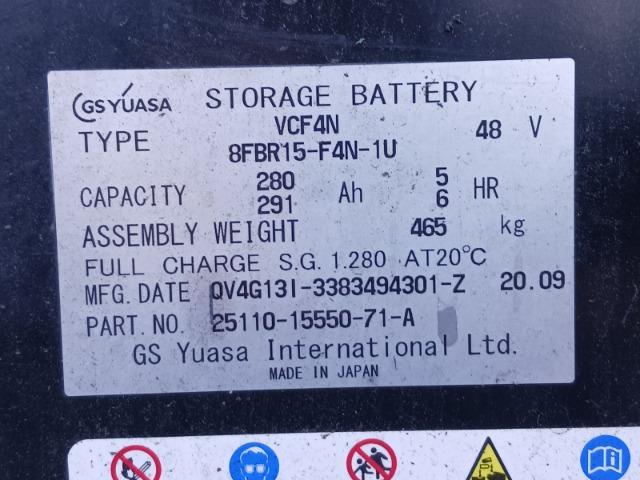 GS YUASA STORAGE BATTERY
TYPE VCF4N 48 V
8FBR15-F4N-1U
CAPACITY 280 Ah 5 HR
291 6
ASSEMBLY WEIGHT 465 kg
FULL CHARGE S.G. 1.280 AT20℃
MFG. DATE QV4G13I-3383494301-Z 20.09
PART. NO. 25110-15550-71-A
GS Yuasa International Ltd.
MADE IN JAPAN